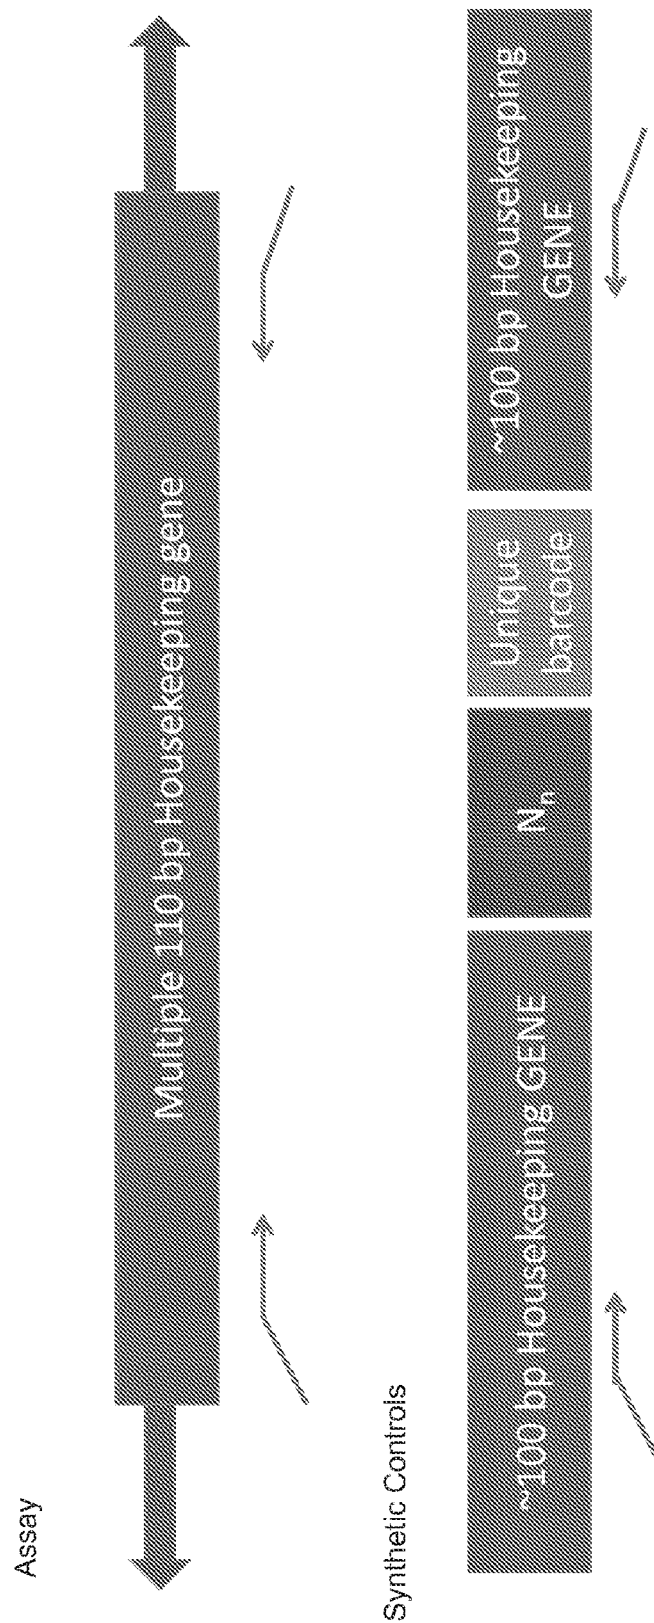 Assay
Multiple 110 bp Housekeeping gene
Synthetic Controls
~100 bp Housekeeping GENE
Nn
Unique
barcode
~100 bp Housekeeping
GENE